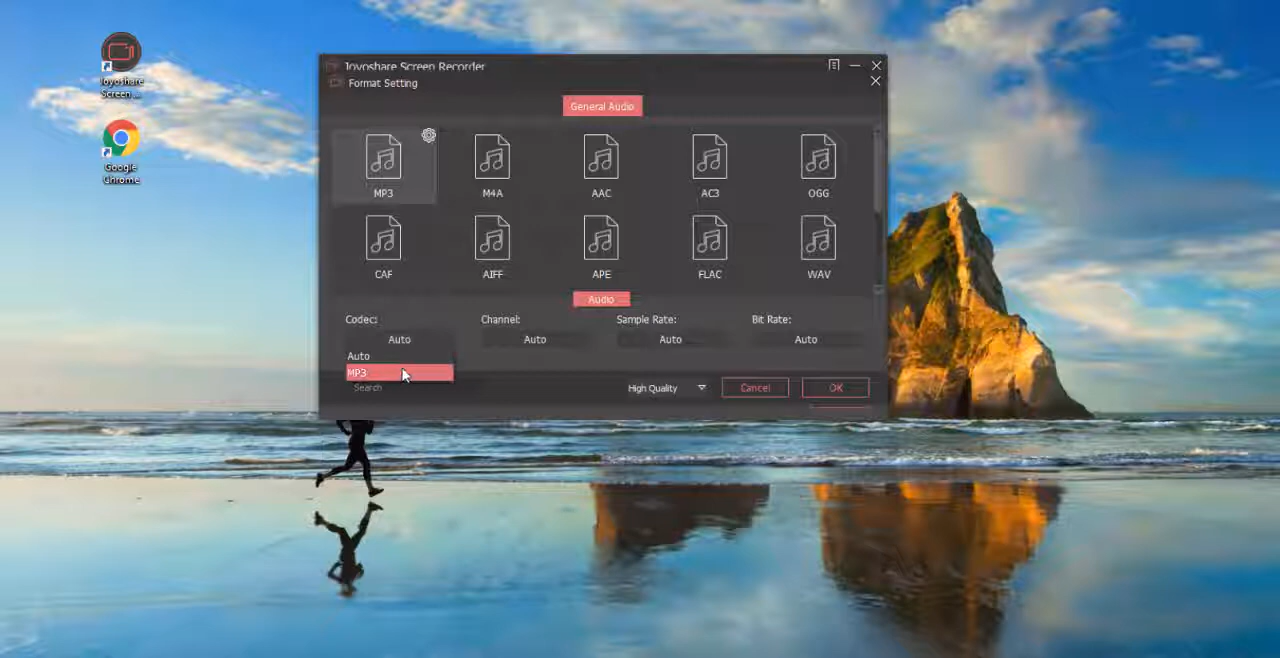 Joyoshare
Screen ...
Google
Chrome
Joyoshare Screen Recorder
Format Setting
General Audio
MP3 M4A AAC AC3 OGG
CAF AIFF APE FLAC WAV
Audio
Codec: Channel: Sample Rate: Bit Rate:
Auto Auto Auto Auto
Auto
MP3
Search High Quality Cancel OK